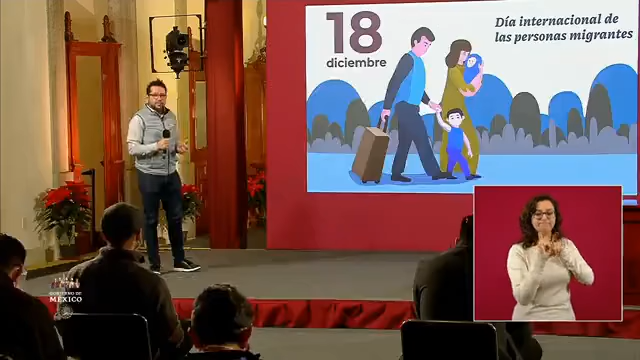 18
diciembre
Día internacional de
las personas migrantes
GOBIERNO DE
MÉXICO